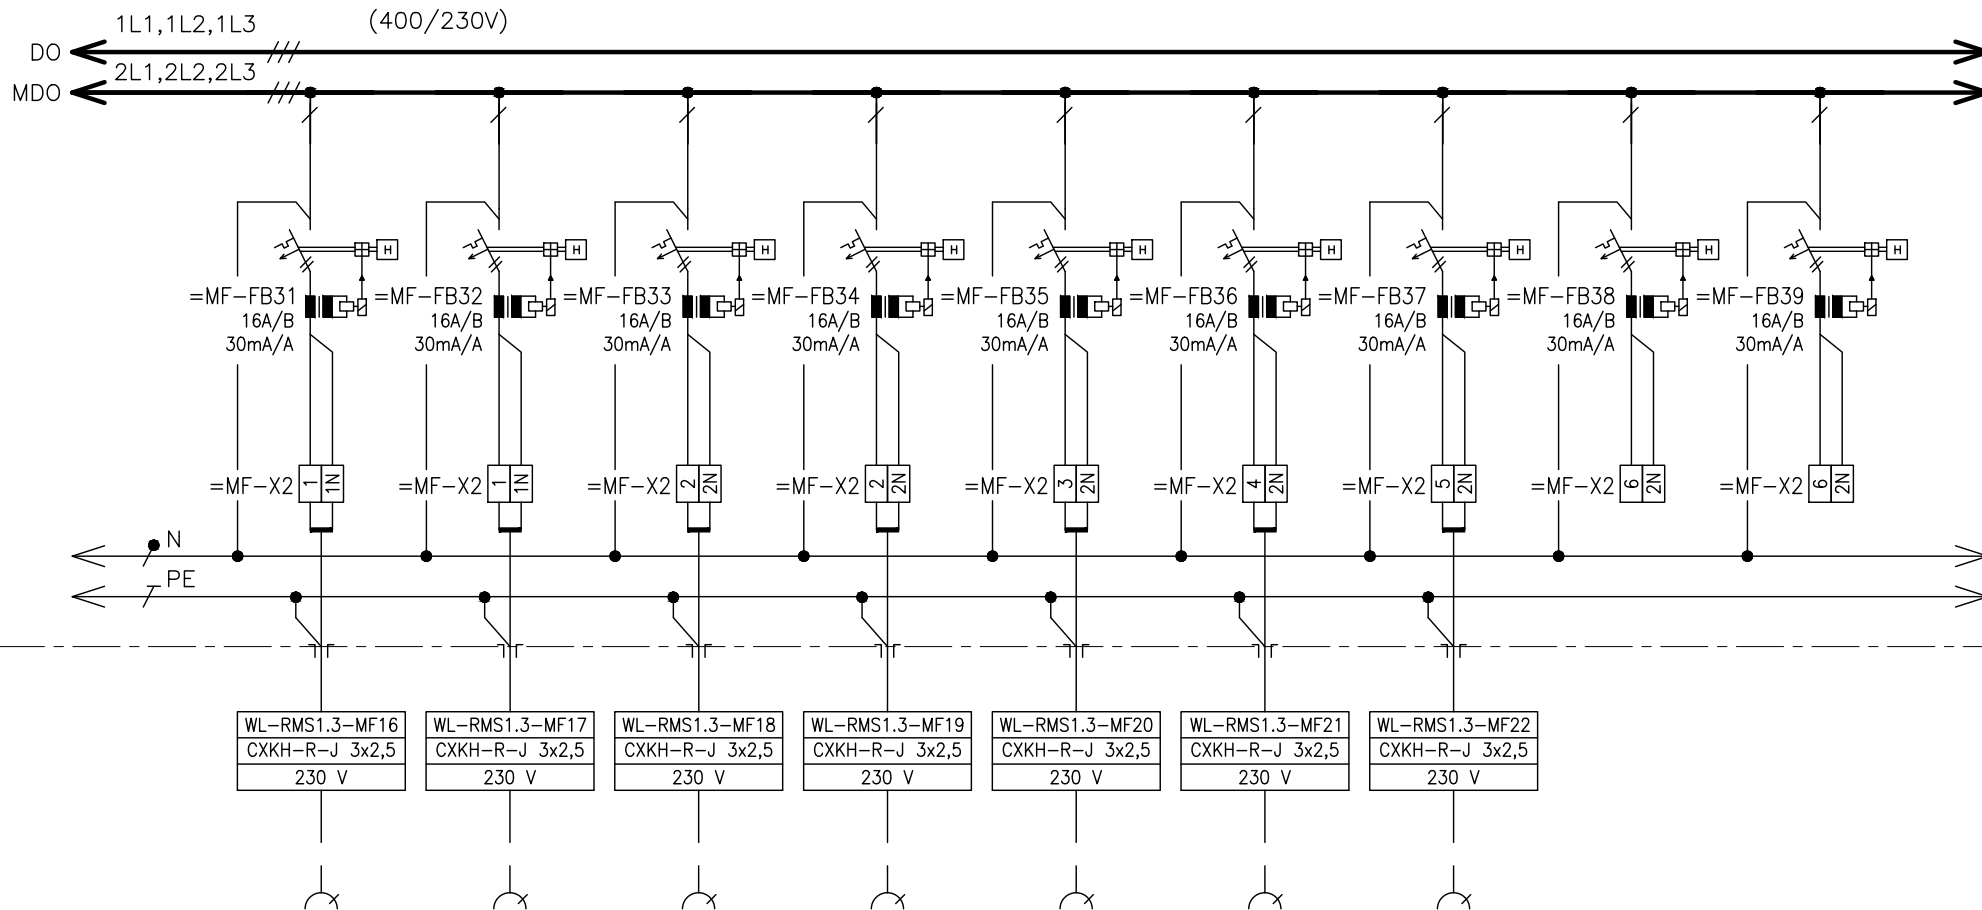 1L1,1L2,1L3 (400/230V)
DO
2L1,2L2,2L3
MDO
H H H H H H H H H
=MF-FB31 =MF-FB32 =MF-FB33 =MF-FB34 =MF-FB35 =MF-FB36 =MF-FB37 =MF-FB38 =MF-FB39
16A/B 16A/B 16A/B 16A/B 16A/B 16A/B 16A/B 16A/B 16A/B
30mA/A 30mA/A 30mA/A 30mA/A 30mA/A 30mA/A 30mA/A 30mA/A 30mA/A
=MF-X2 1 1N =MF-X2 1 1N =MF-X2 2 2N =MF-X2 2 2N =MF-X2 3 2N =MF-X2 4 2N =MF-X2 5 2N =MF-X2 6 2N =MF-X2 6 2N
N
PE
WL-RMS1.3-MF16 WL-RMS1.3-MF17 WL-RMS1.3-MF18 WL-RMS1.3-MF19 WL-RMS1.3-MF20 WL-RMS1.3-MF21 WL-RMS1.3-MF22
CXKH-R-J 3x2,5 CXKH-R-J 3x2,5 CXKH-R-J 3x2,5 CXKH-R-J 3x2,5 CXKH-R-J 3x2,5 CXKH-R-J 3x2,5 CXKH-R-J 3x2,5
230 V 230 V 230 V 230 V 230 V 230 V 230 V